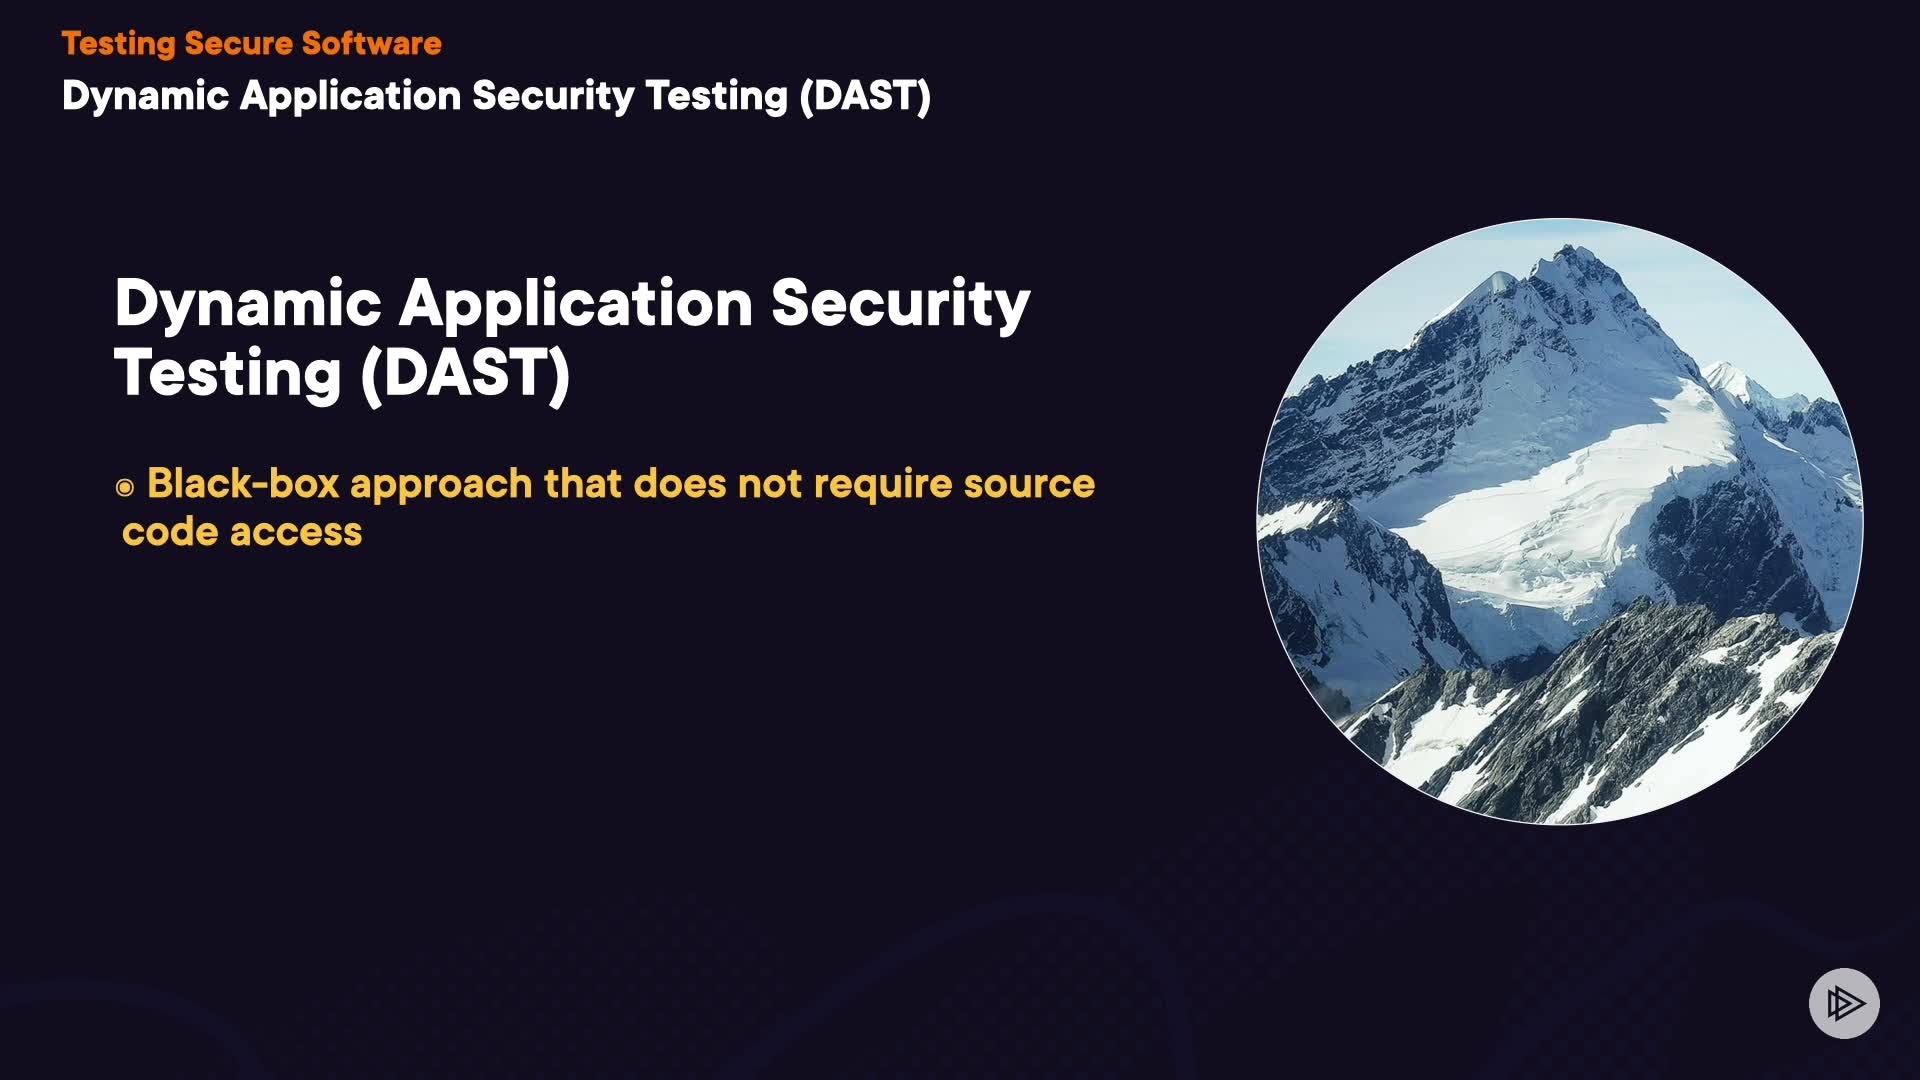 Testing Secure Software
Dynamic Application Security Testing (DAST)
Dynamic Application Security
Testing (DAST)
◉ Black-box approach that does not require source
code access